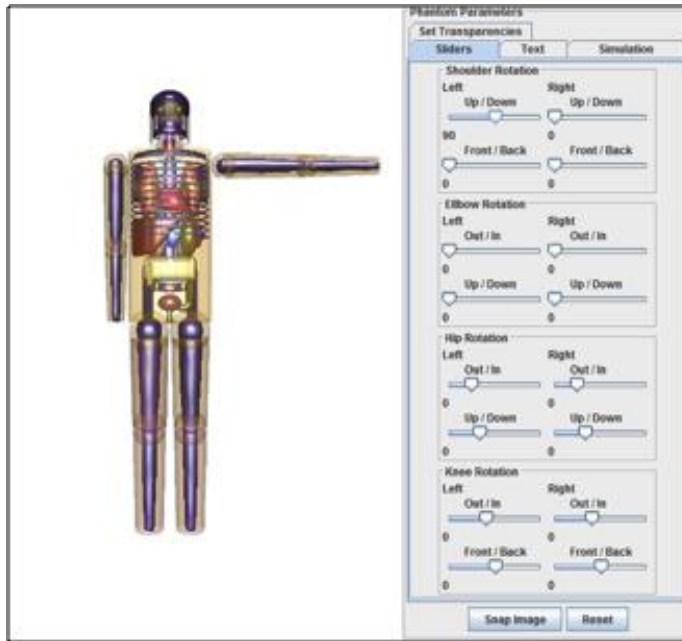 Phantom Parameters
Set Transparencies
Sliders Text Simulation
Shoulder Rotation
Left Right
Up / Down Up / Down
90 0
Front / Back Front / Back
0 0
Ellbow Rotation
Left Right
Out / In Out / In
0 0
Up / Down Up / Down
0 0
Hip Rotation
Left Right
Out / In Out / In
0 0
Up / Down Up / Down
0 0
Knee Rotation
Left Right
Out / In Out / In
0 0
Front / Back Front / Back
0 0
Snap Image Reset